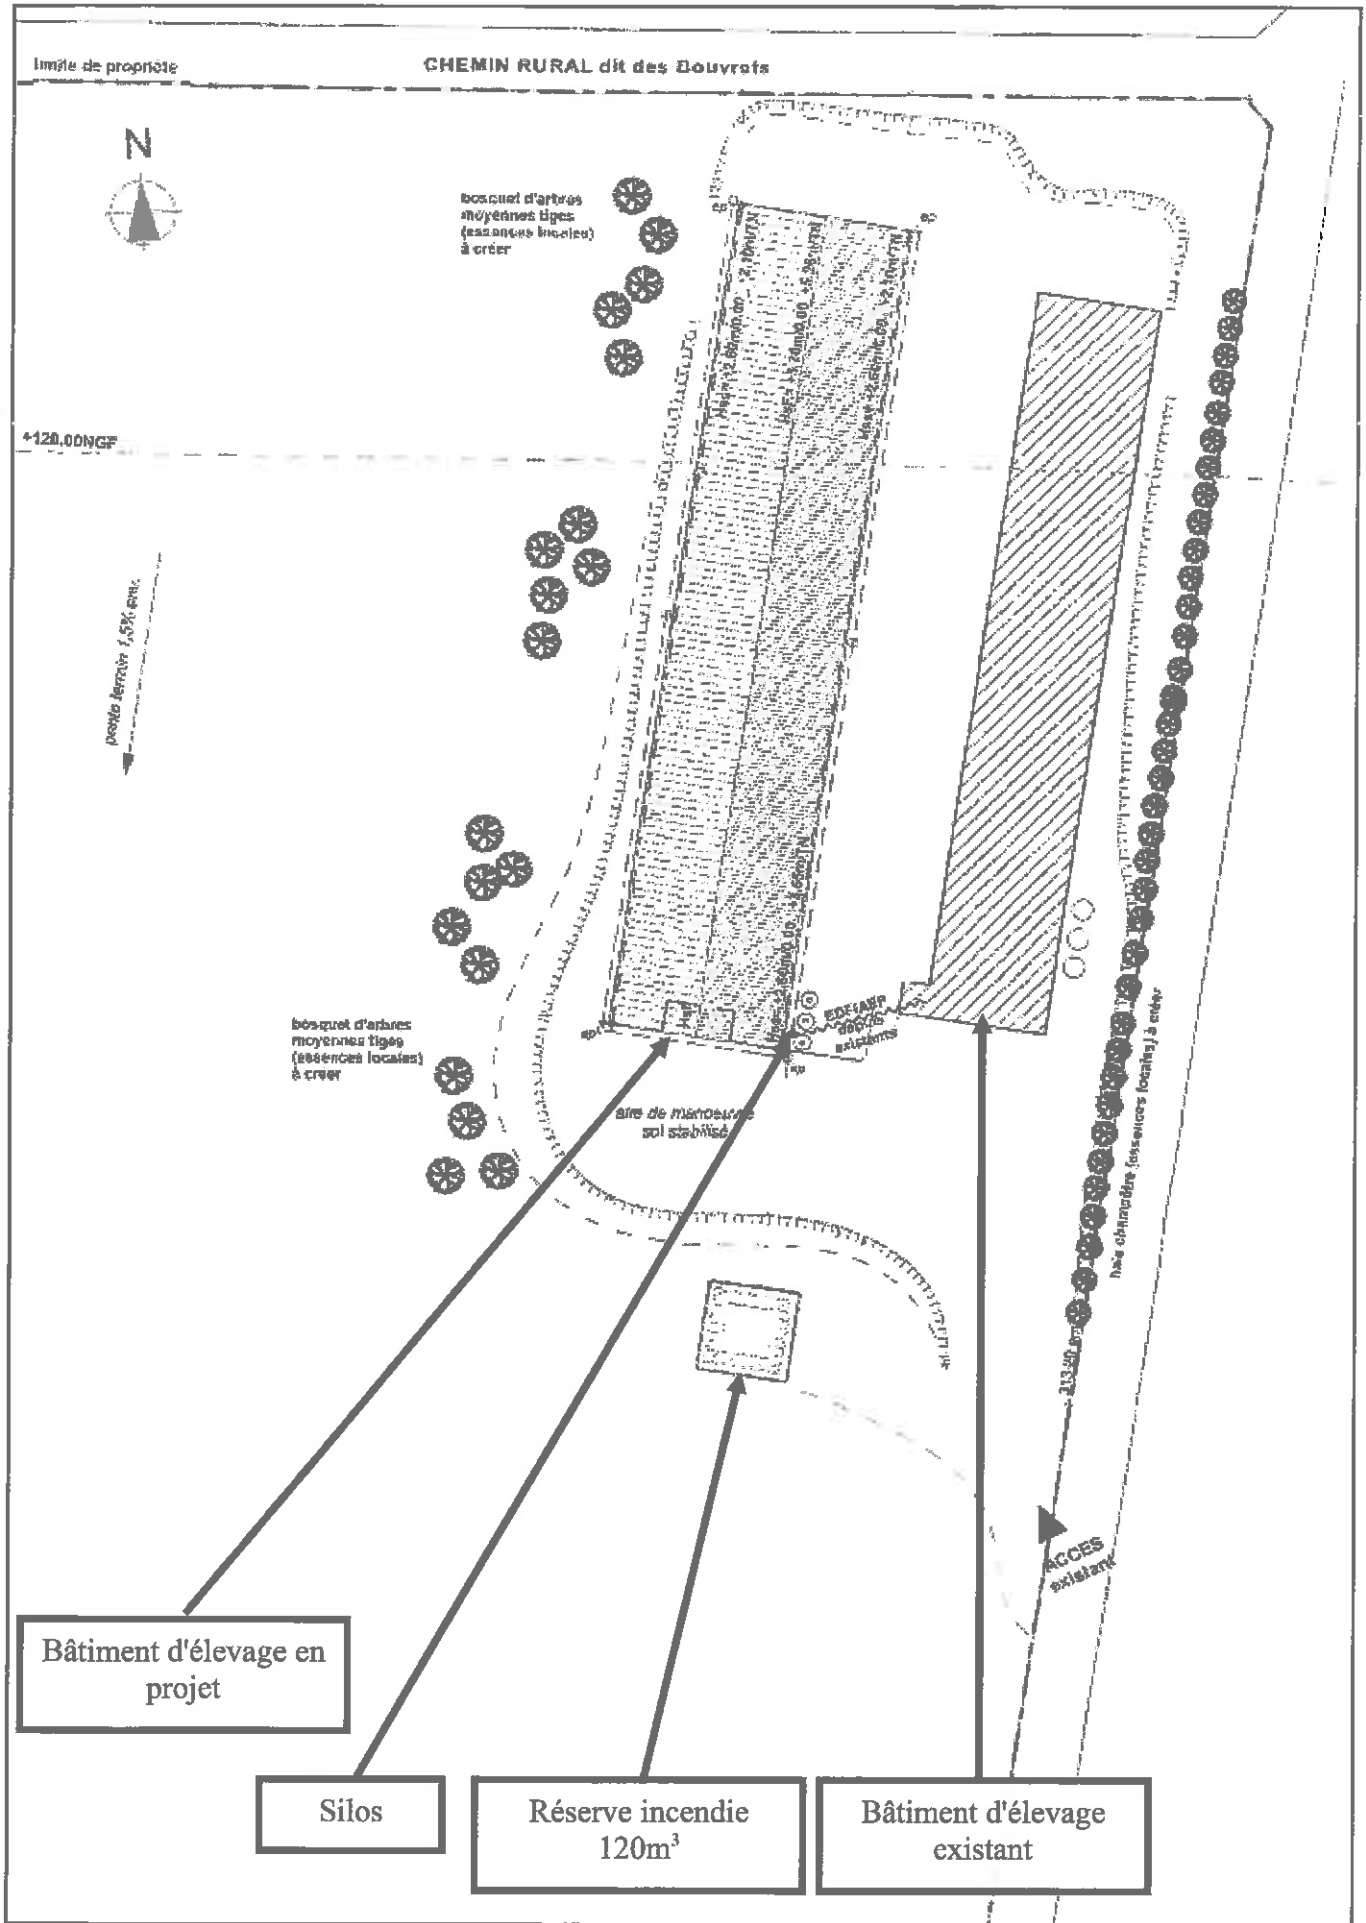 limite de propriété
CHEMIN RURAL dit des Bouvrats
N
bosquet d'arbres
moyennes tiges
(essences locales)
à créer
+120,00NGF
pente terrain 1,5% env.
bosquet d'arbres
moyennes tiges
(essences locales)
à créer
EDF/AEP
depuis
existants
aire de manoeuvre
sol stabilisé
haie champêtre (essences locales) à créer
ACCES
existant
Bâtiment d'élevage en
projet
Silos
Réserve incendie
120m³
Bâtiment d'élevage
existant